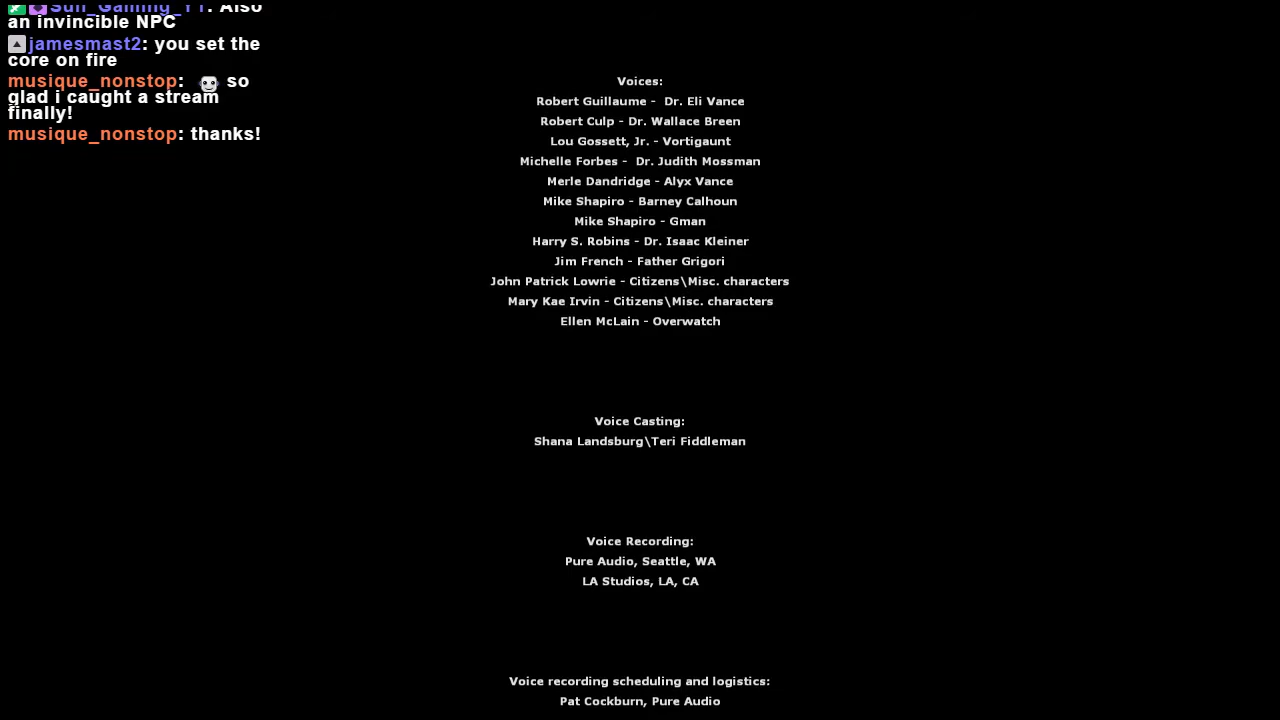 Sun_Gaming_YT: Also
an invincible NPC
jamesmast2: you set the
core on fire
musique_nonstop: so
glad i caught a stream
finally!
musique_nonstop: thanks!
Voices:
Robert Guillaume -  Dr. Eli Vance
Robert Culp - Dr. Wallace Breen
Lou Gossett, Jr. - Vortigaunt
Michelle Forbes -  Dr. Judith Mossman
Merle Dandridge - Alyx Vance
Mike Shapiro - Barney Calhoun
Mike Shapiro - Gman
Harry S. Robins - Dr. Isaac Kleiner
Jim French - Father Grigori
John Patrick Lowrie - Citizens\Misc. characters
Mary Kae Irvin - Citizens\Misc. characters
Ellen McLain - Overwatch
Voice Casting:
Shana Landsburg\Teri Fiddleman
Voice Recording:
Pure Audio, Seattle, WA
LA Studios, LA, CA
Voice recording scheduling and logistics:
Pat Cockburn, Pure Audio